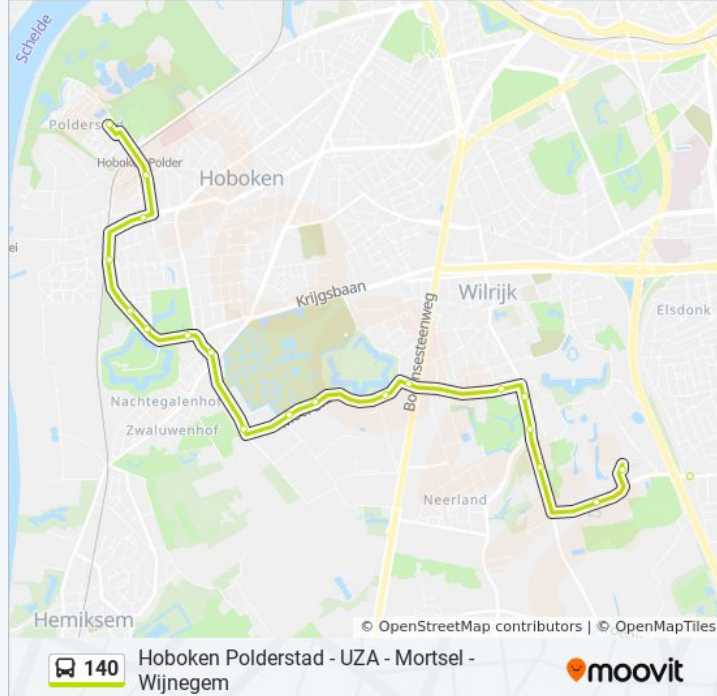 Schelde
Polderstad
Hoboken Polder
Hoboken
ei
Krijgsbaan
Wilrijk
Elsdonk
Boomsesteenweg
Nachtegalenhof
Zwaluwenhof
Neerland
Hemiksem
© OpenStreetMap contributors | © OpenMapTiles
140
Hoboken Polderstad - UZA - Mortsel -
Wijnegem
moovit